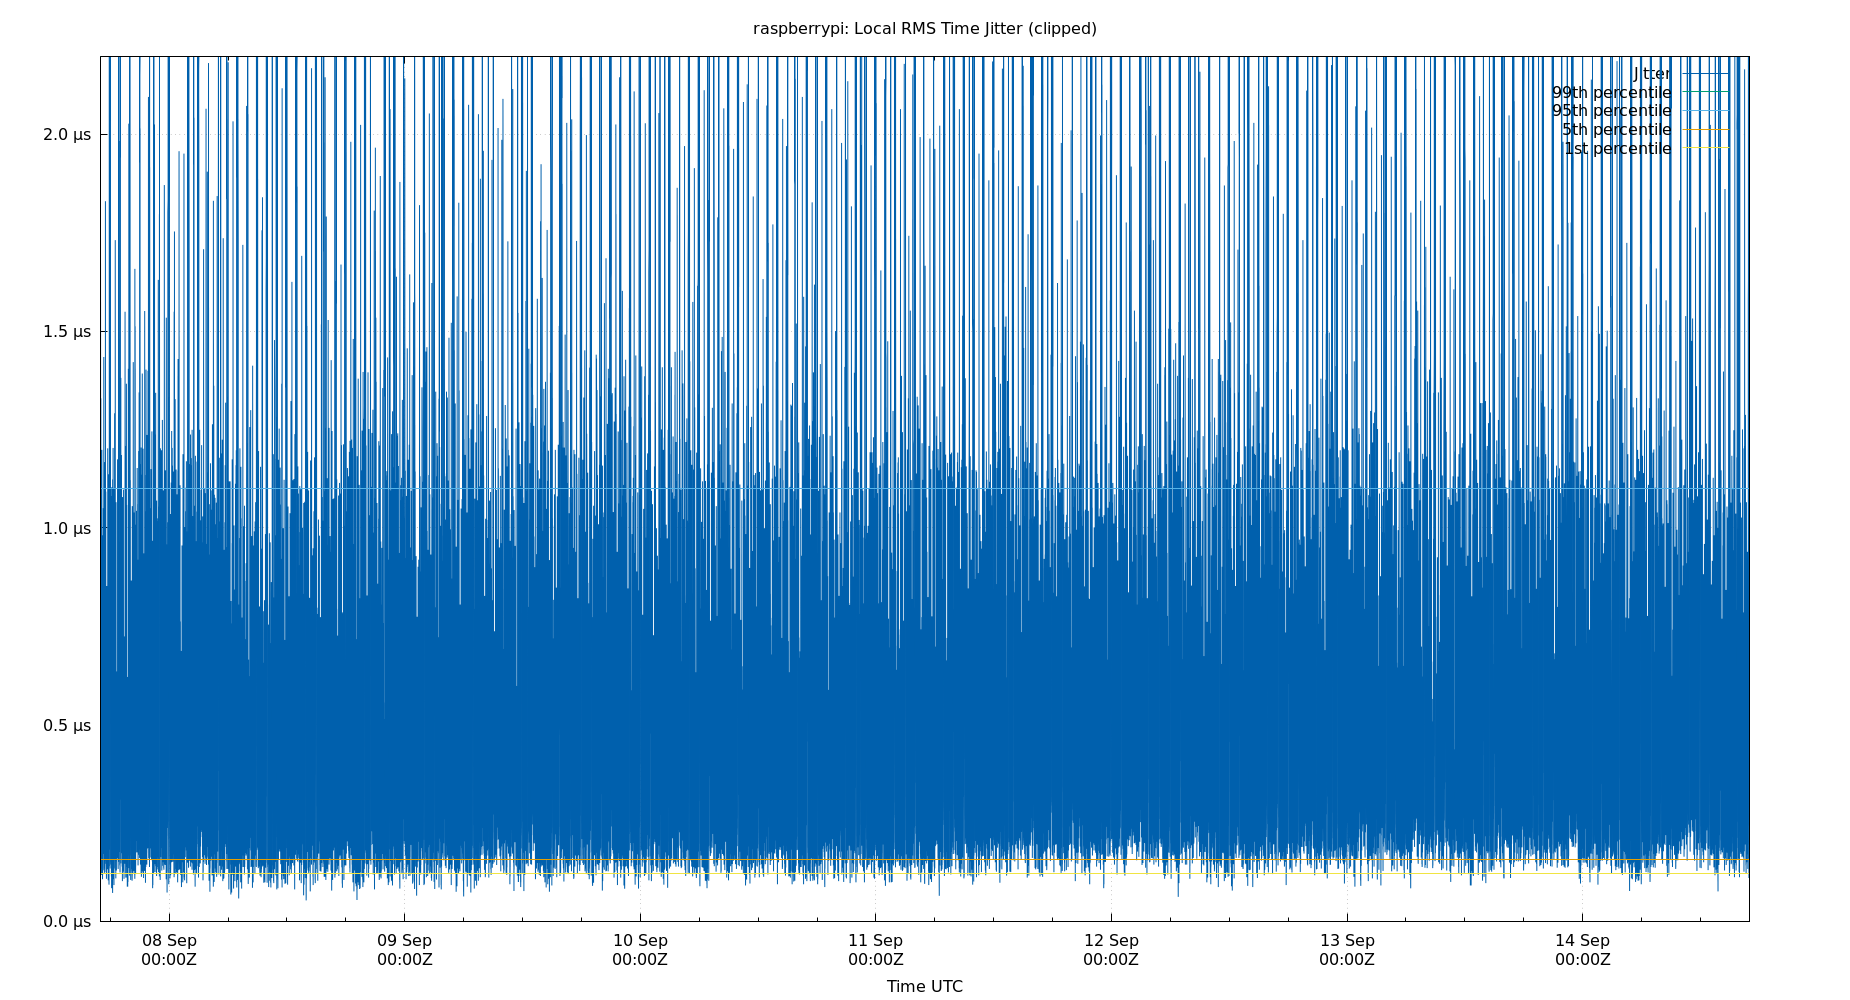 raspberrypi: Local RMS Time Jitter (clipped)
Jitter
99th percentile
95th percentile
5th percentile
1st percentile
2.0 µs
1.5 µs
1.0 µs
0.5 µs
0.0 µs
08 Sep 09 Sep 10 Sep 11 Sep 12 Sep 13 Sep 14 Sep
00:00Z 00:00Z 00:00Z 00:00Z 00:00Z 00:00Z 00:00Z
Time UTC